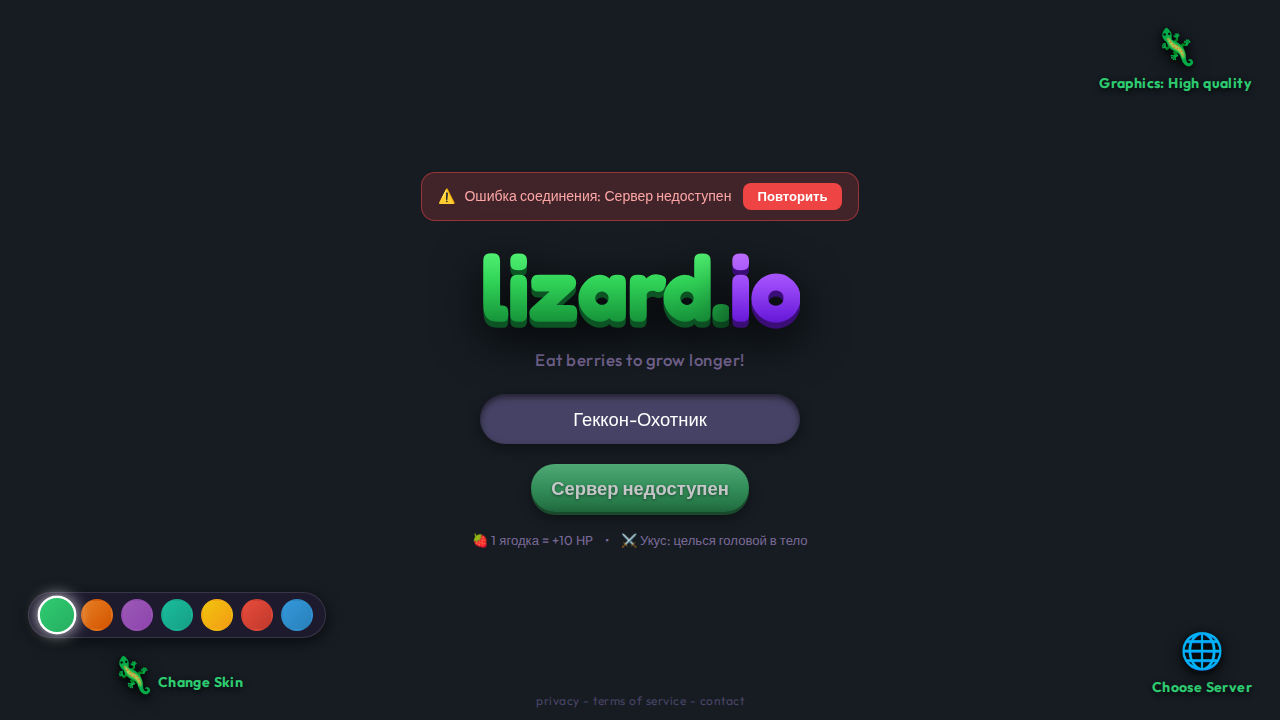 Graphics: High quality
Ошибка соединения: Сервер недоступен Повторить
lizard.io
Eat berries to grow longer!
Геккон-Охотник
Сервер недоступен
1 ягодка = +10 HP • Укус: целься головой в тело
Change Skin
Choose Server
privacy - terms of service - contact